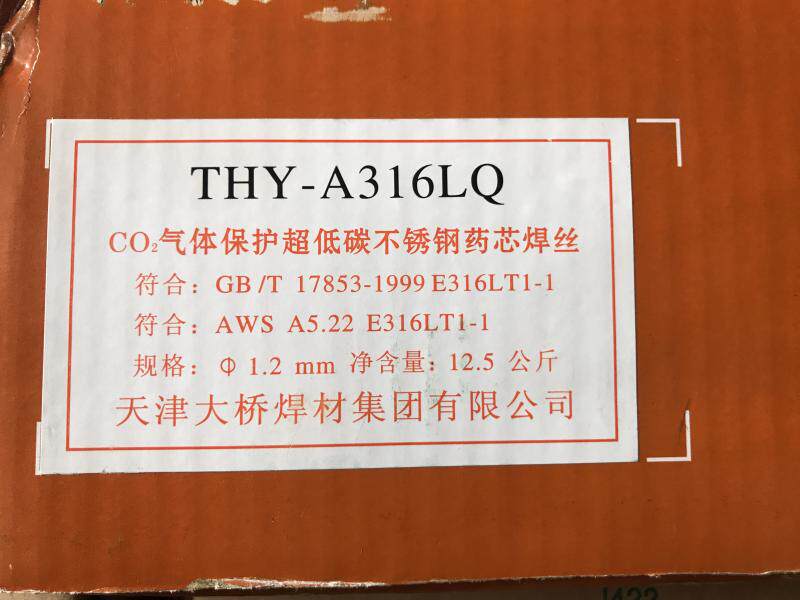 THY-A316LQ
CO₂气体保护超低碳不锈钢药芯焊丝
符合：GB/T 17853-1999 E316LT1-1
符合：AWS A5.22 E316LT1-1
规格：Φ 1.2 mm 净含量：12.5 公斤
天津大桥焊材集团有限公司